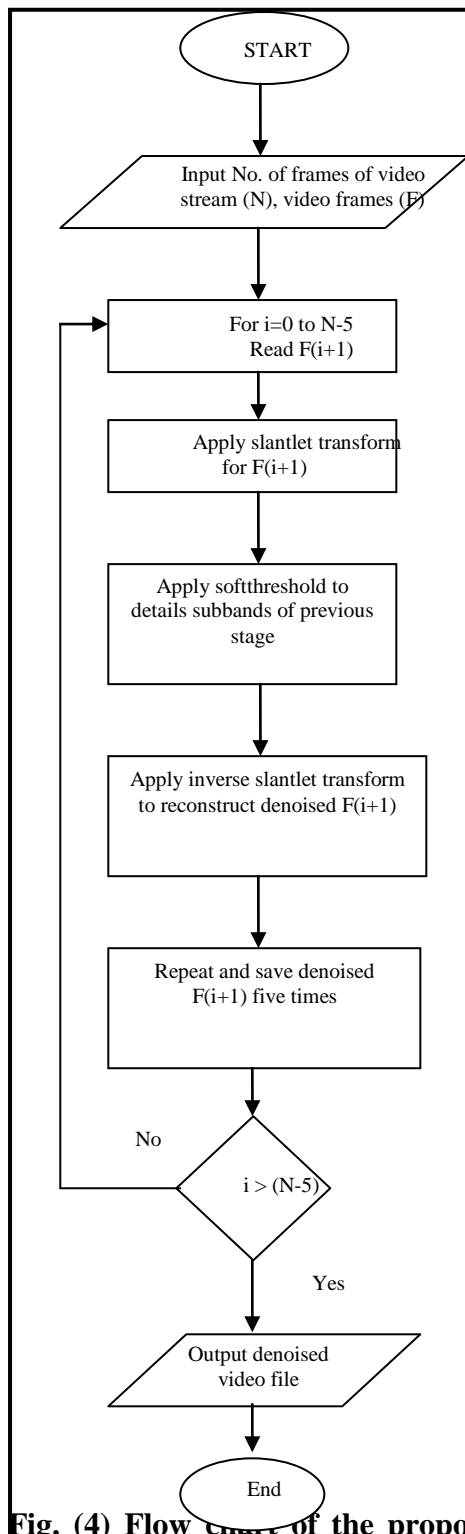 START
Input No. of frames of video
stream (N), video frames (F)
For i=0 to N-5
Read F(i+1)
Apply slantlet transform
for F(i+1)
Apply softthreshold to
details subbands of previous
stage
Apply inverse slantlet transform
to reconstruct denoised F(i+1)
Repeat and save denoised
F(i+1) five times
No
i > (N-5)
Yes
Output denoised
video file
End
Fig. (4) Flow chart of the propo